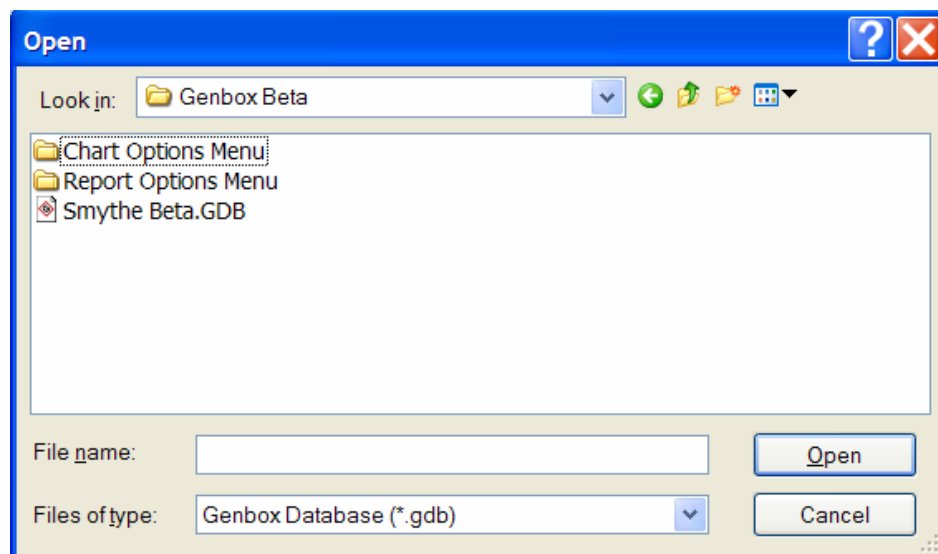 Open
Look in: Genbox Beta
Chart Options Menu
Report Options Menu
Smythe Beta.GDB
File name: Open
Files of type: Genbox Database (*.gdb) Cancel